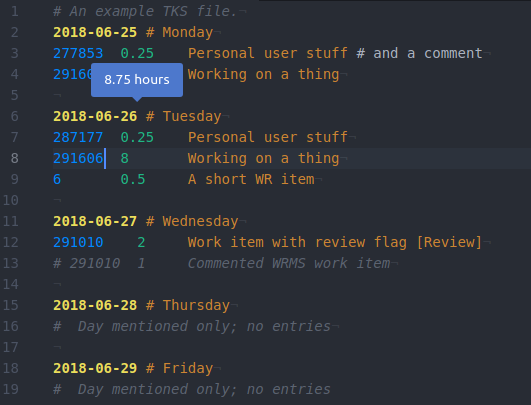 1 # An example TKS file.
2 2018-06-25 # Monday
3 277853 0.25 Personal user stuff # and a comment
4 29160 Working on a thing
8.75 hours
5
6 2018-06-26 # Tuesday
7 287177 0.25 Personal user stuff
8 291606 8 Working on a thing
9 6 0.5 A short WR item
10
11 2018-06-27 # Wednesday
12 291010 2 Work item with review flag [Review]
13 # 291010 1 Commented WRMS work item
14
15 2018-06-28 # Thursday
16 # Day mentioned only; no entries
17
18 2018-06-29 # Friday
19 # Day mentioned only; no entries